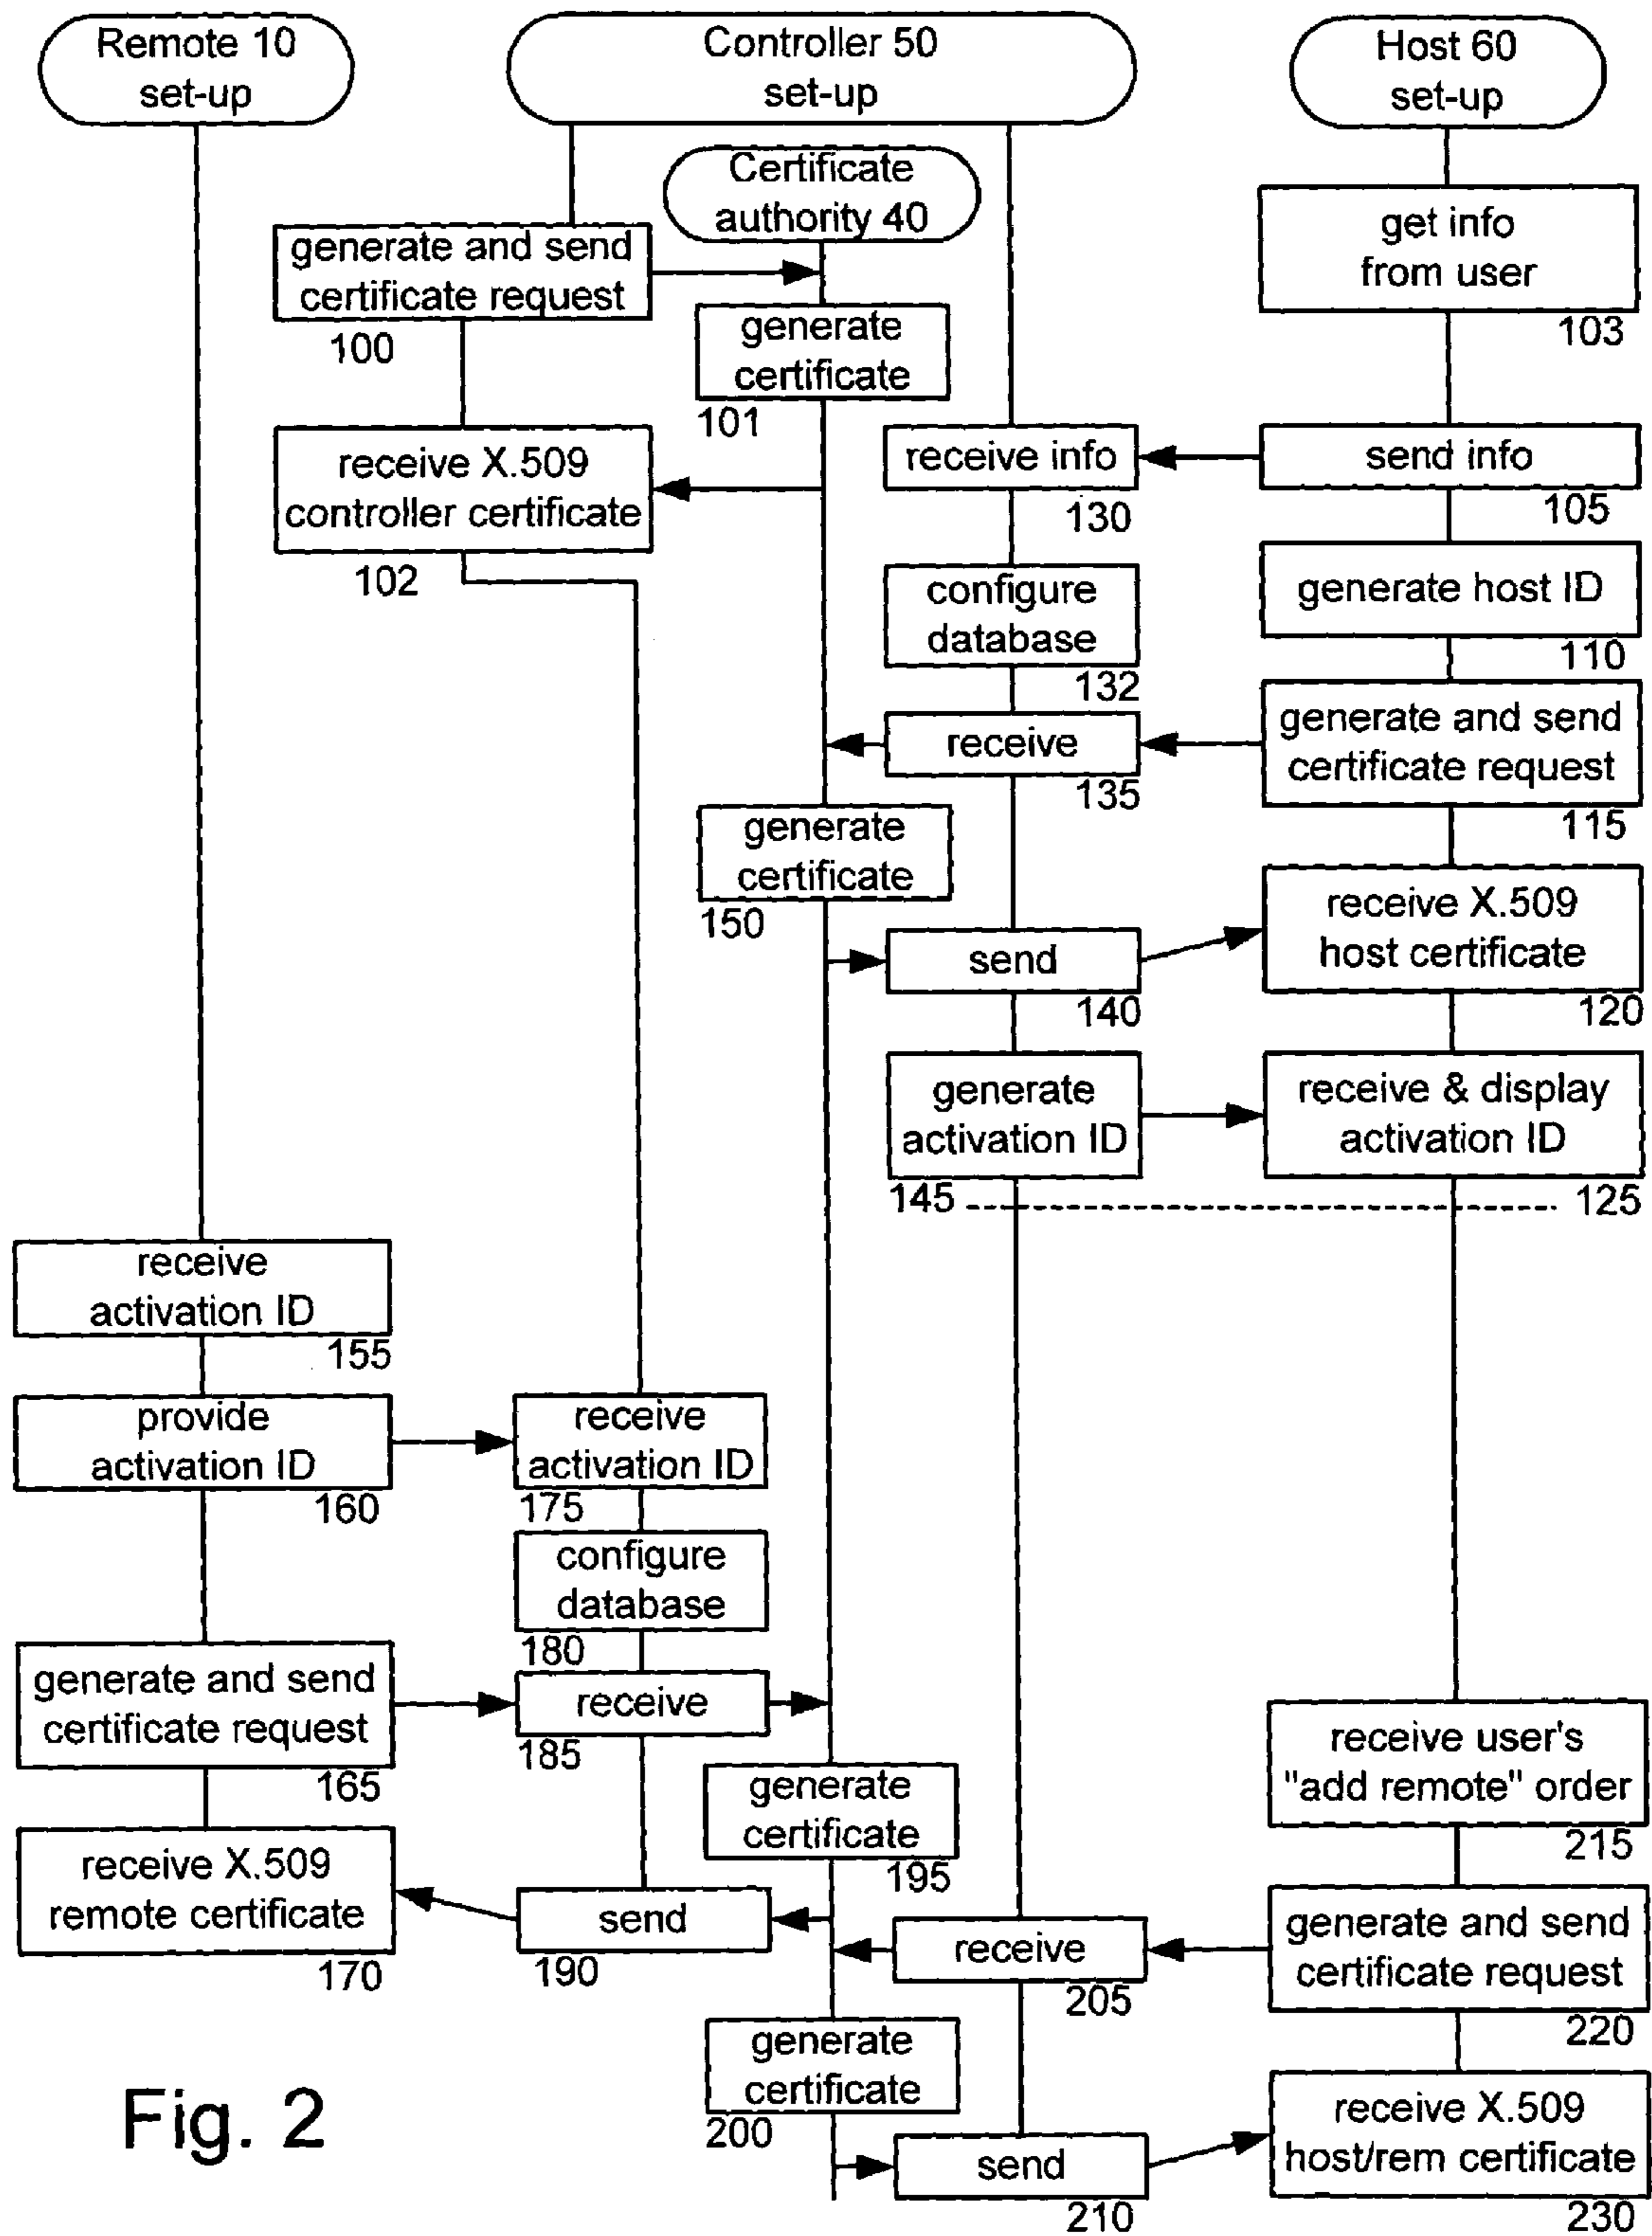 Remote 10
set-up
Controller 50
set-up
Host 60
set-up
Certificate
authority 40
generate and send
certificate request
100
generate
certificate
101
get info
from user
103
receive X.509
controller certificate
102
receive info
130
send info
105
configure
database
132
generate host ID
110
receive
135
generate and send
certificate request
115
generate
certificate
150
send
140
receive X.509
host certificate
120
generate
activation ID
145
receive & display
activation ID
125
receive
activation ID
155
provide
activation ID
160
receive
activation ID
175
configure
database
180
generate and send
certificate request
165
receive
185
generate
certificate
195
receive user's
"add remote" order
215
receive X.509
remote certificate
170
send
190
receive
205
generate and send
certificate request
220
generate
certificate
200
send
210
receive X.509
host/rem certificate
230
Fig. 2